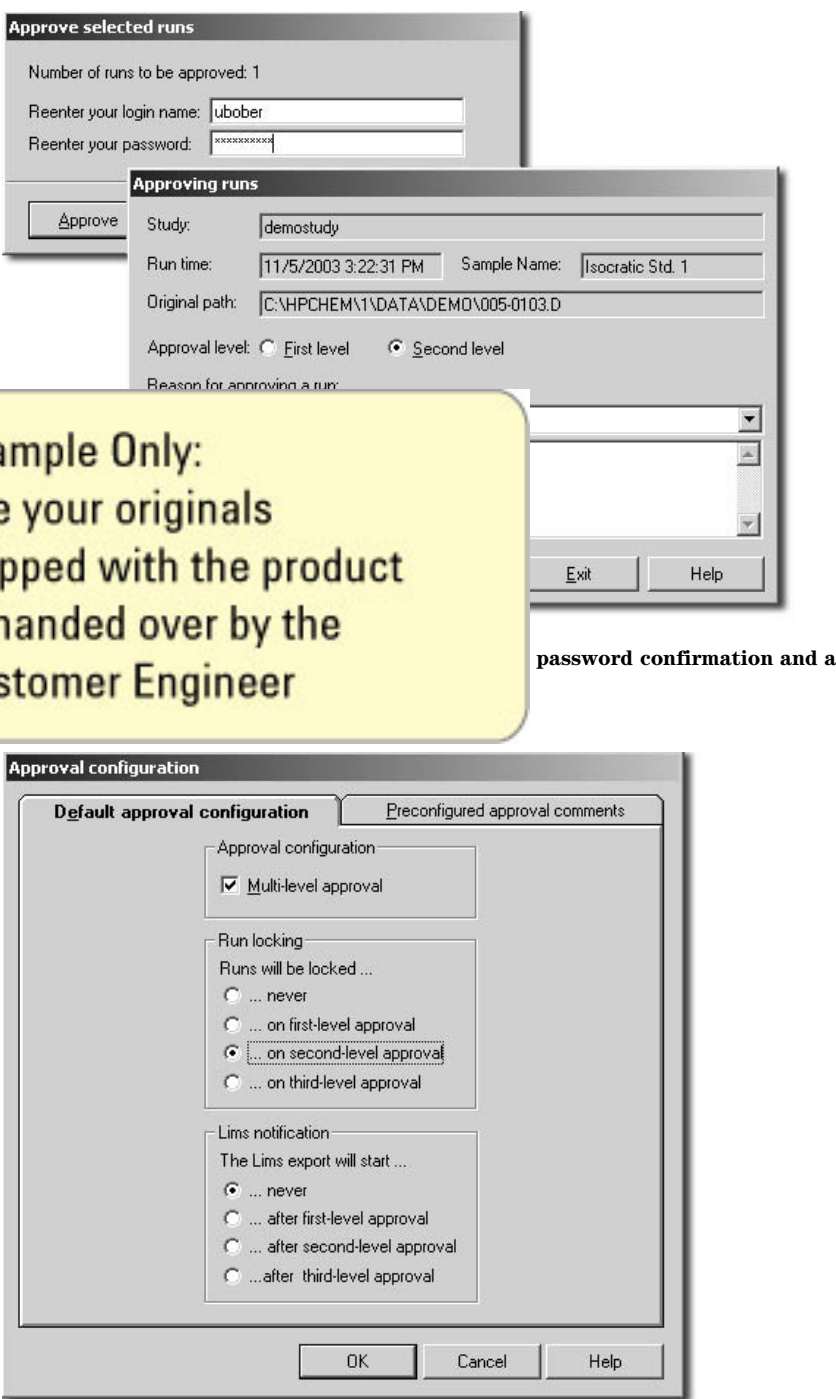 Approve selected runs
Number of runs to be approved: 1
Reenter your login name: ubober
Reenter your password: **********
Approve
Approving runs
Study: demostudy
Run time: 11/5/2003 3:22:31 PM Sample Name: Isocratic Std. 1
Original path: C:\HPCHEM\1\DATA\DEMO\005-0103.D
Approval level: First level Second level
Reason for approving a run:
Exit Help
ample Only:
e your originals
pped with the product
handed over by the
stomer Engineer
password confirmation and a
Approval configuration
Default approval configuration Preconfigured approval comments
Approval configuration
Multi-level approval
Run locking
Runs will be locked ...
... never
... on first-level approval
... on second-level approval
... on third-level approval
Lims notification
The Lims export will start ...
... never
... after first-level approval
... after second-level approval
...after third-level approval
OK Cancel Help